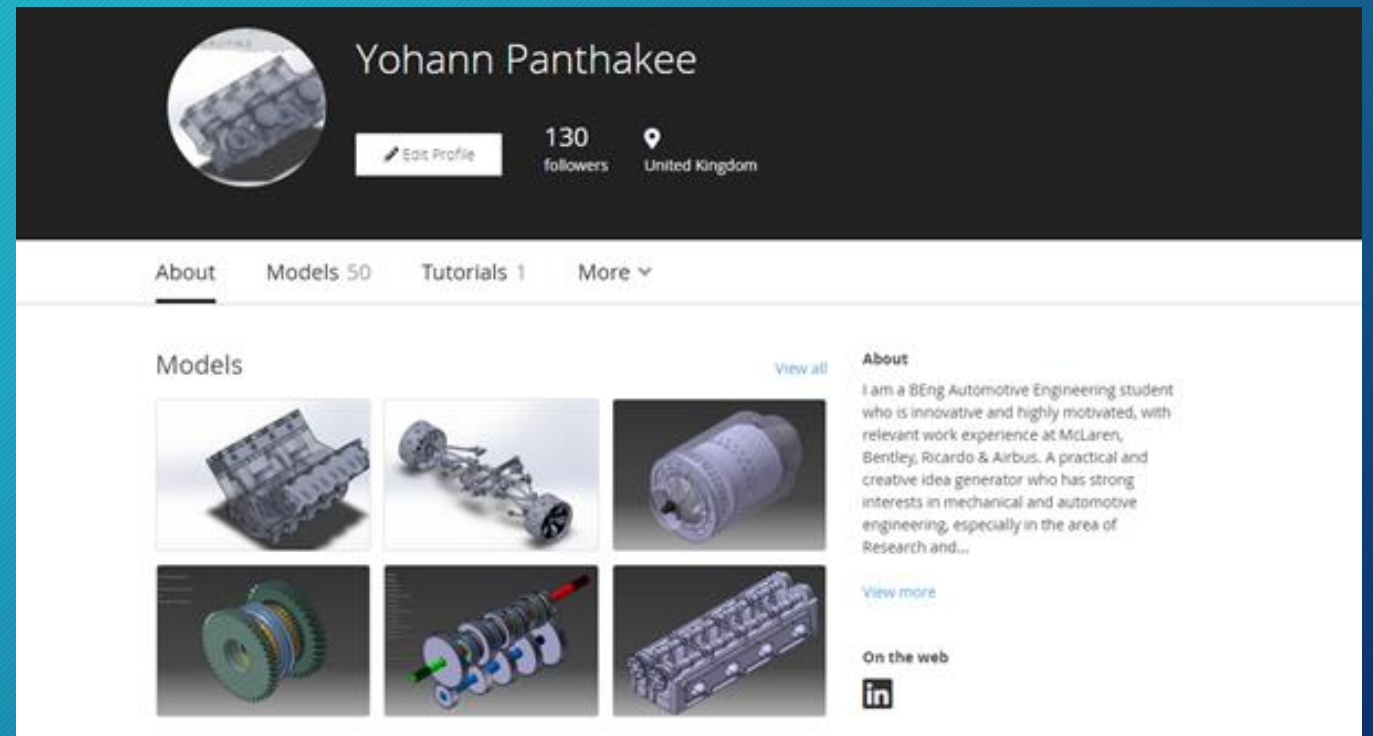 Yohann Panthakee
Edit Profile
130
followers
United Kingdom
About
Models 50
Tutorials 1
More
Models
View all
About
I am a BEng Automotive Engineering student
who is innovative and highly motivated, with
relevant work experience at McLaren,
Bentley, Ricardo & Airbus. A practical and
creative idea generator who has strong
interests in mechanical and automotive
engineering, especially in the area of
Research and...
View more
On the web
in